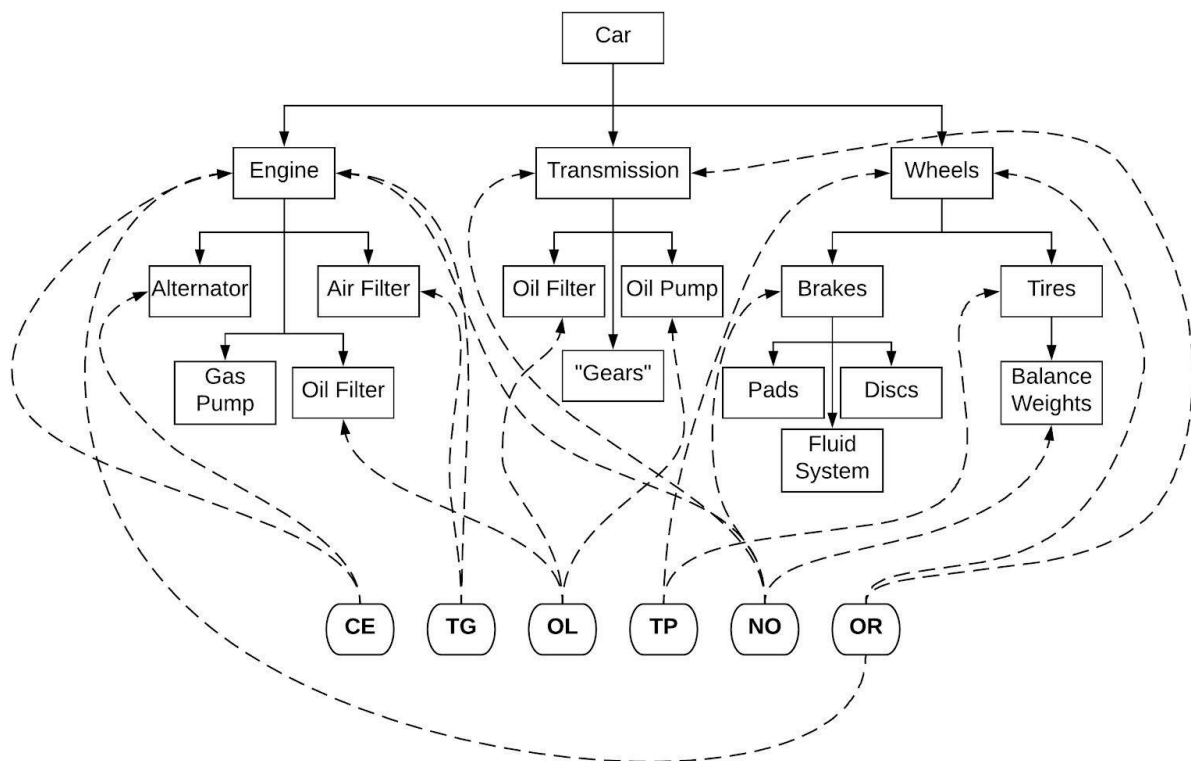 Car
Engine
Transmission
Wheels
Alternator
Air Filter
Oil Filter
Oil Pump
Brakes
Tires
Gas
Pump
Oil Filter
"Gears"
Pads
Discs
Balance
Weights
Fluid
System
CE
TG
OL
TP
NO
OR